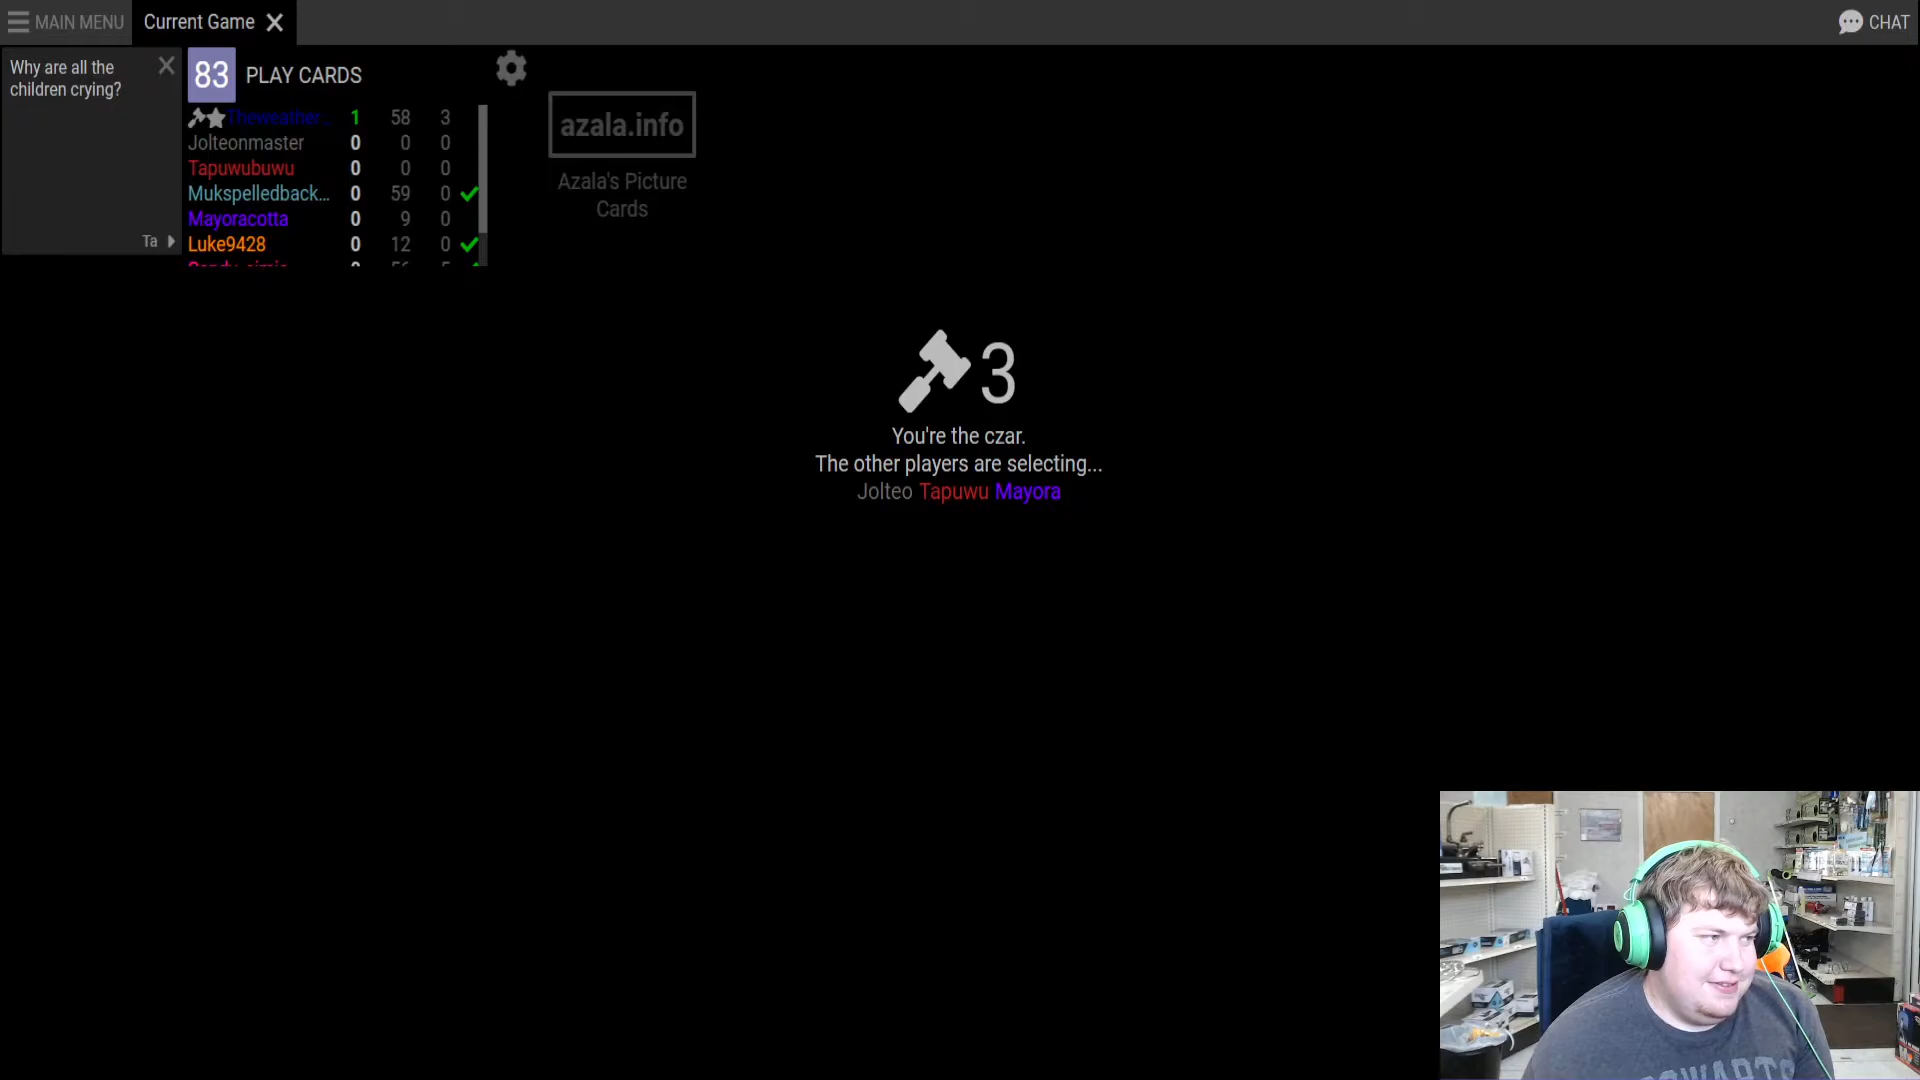 MAIN MENU
Current Game
CHAT
Why are all the
children crying?
Ta
83 PLAY CARDS
Theweather... 1 58 3
Jolteonmaster 0 0 0
Tapuwubuwu 0 0 0
Mukspelledback... 0 59 0
Mayoracotta 0 9 0
Luke9428 0 12 0
azala.info
Azala's Picture
Cards
3
You're the czar.
The other players are selecting...
Jolteo Tapuwu Mayora